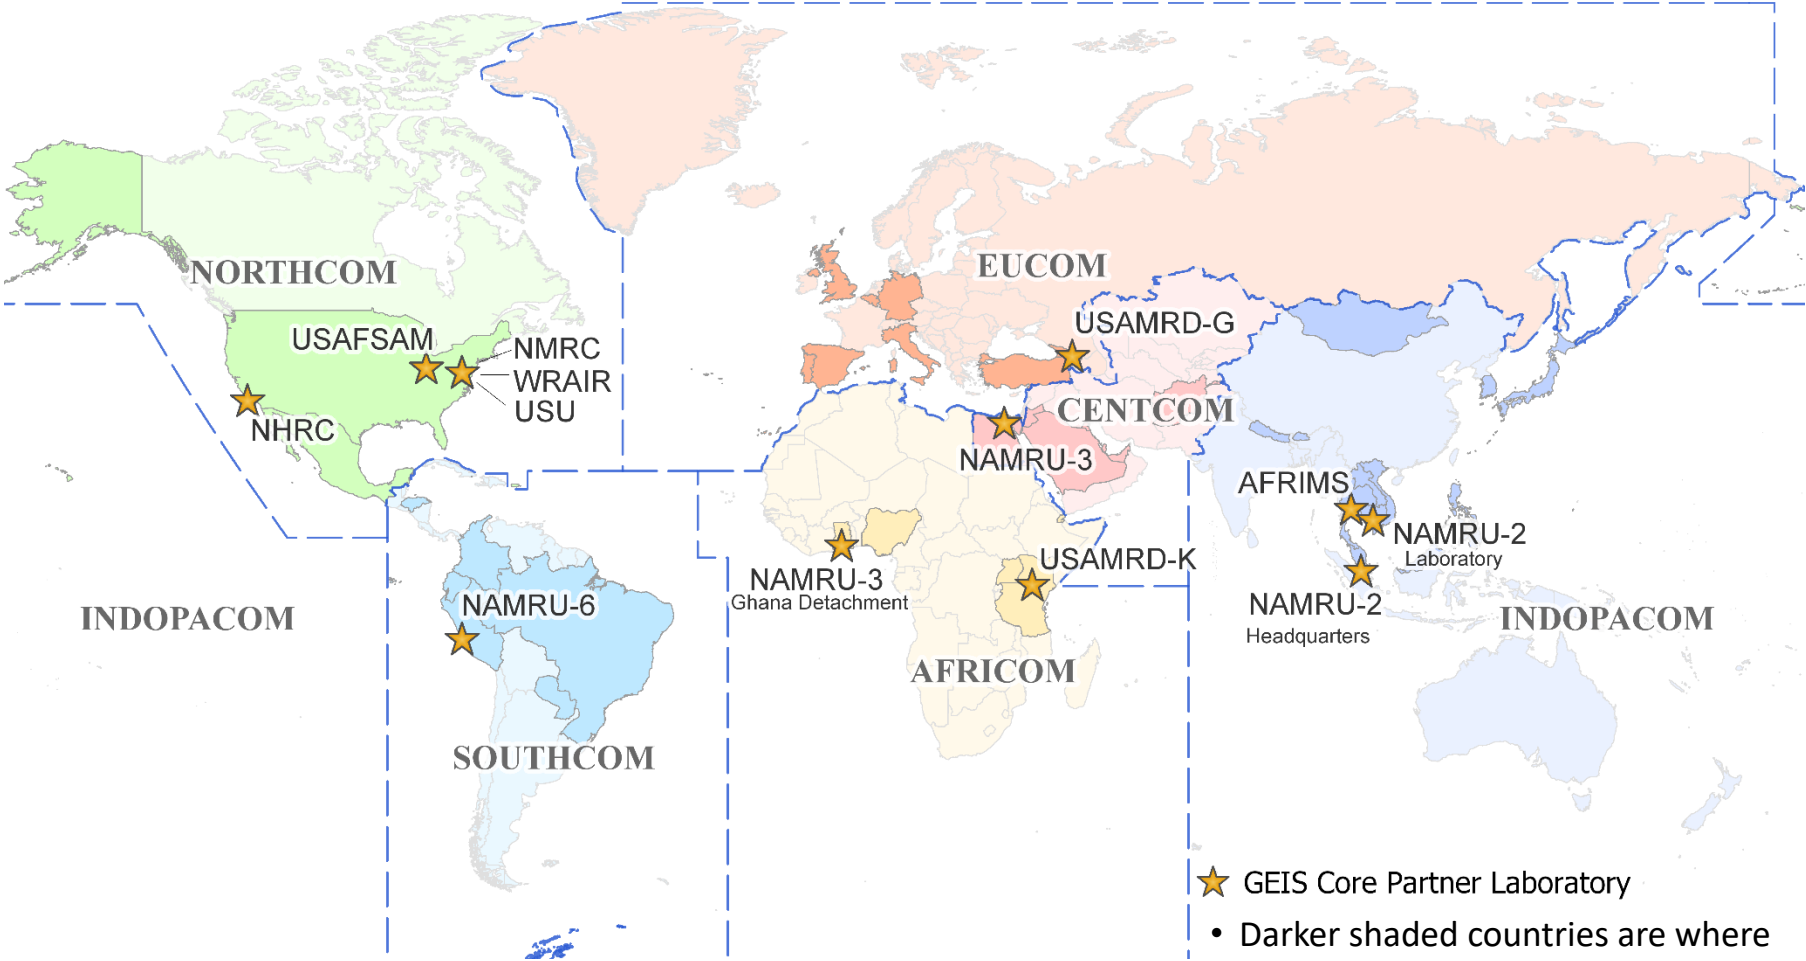 NORTHCOM
EUCOM
USAMRD-G
USAFSAM
NMRC
WRAIR
USU
NHRC
CENTCOM
NAMRU-3
AFRIMS
NAMRU-2
Laboratory
USAMRD-K
NAMRU-3
Ghana Detachment
NAMRU-6
NAMRU-2
Headquarters
INDOPACOM
INDOPACOM
AFRICOM
SOUTHCOM
GEIS Core Partner Laboratory
• Darker shaded countries are where